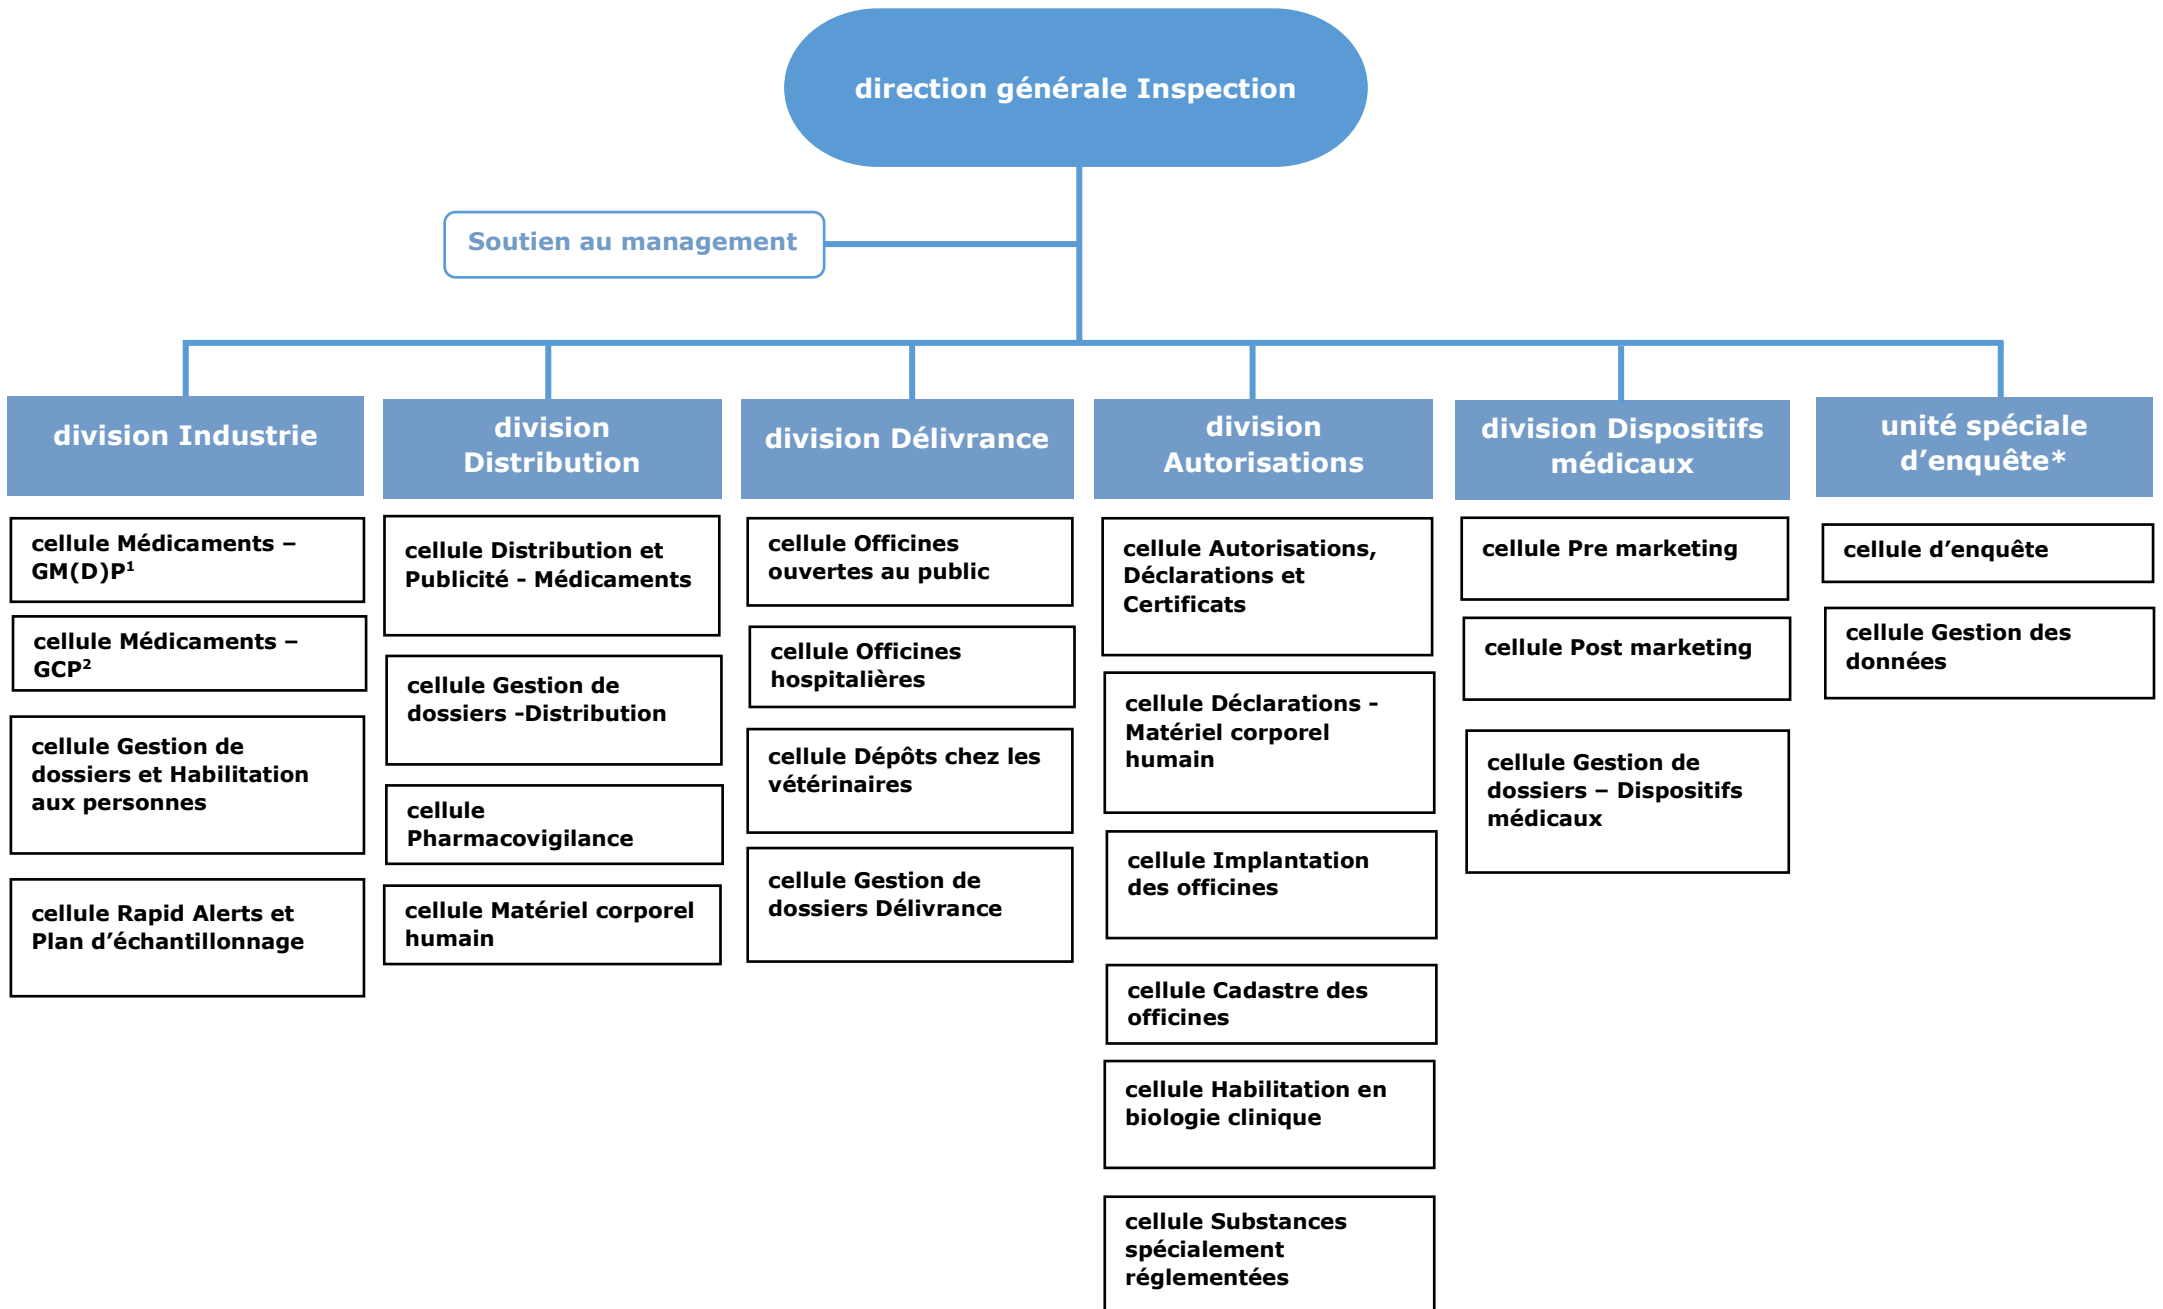 direction générale Inspection
Soutien au management
division Industrie
cellule Médicaments –
GM(D)P¹
cellule Médicaments –
GCP²
cellule Gestion de
dossiers et Habilitation
aux personnes
cellule Rapid Alerts et
Plan d’échantillonnage
division
Distribution
cellule Distribution et
Publicité - Médicaments
cellule Gestion de
dossiers -Distribution
cellule
Pharmacovigilance
cellule Matériel corporel
humain
division Délivrance
cellule Officines
ouvertes au public
cellule Officines
hospitalières
cellule Dépôts chez les
vétérinaires
cellule Gestion de
dossiers Délivrance
division
Autorisations
cellule Autorisations,
Déclarations et
Certificats
cellule Déclarations -
Matériel corporel
humain
cellule Implantation
des officines
cellule Cadastre des
officines
cellule Habilitation en
biologie clinique
cellule Substances
spécialement
réglementées
division Dispositifs
médicaux
cellule Pre marketing
cellule Post marketing
cellule Gestion de
dossiers – Dispositifs
médicaux
unité spéciale
d’enquête*
cellule d’enquête
cellule Gestion des
données